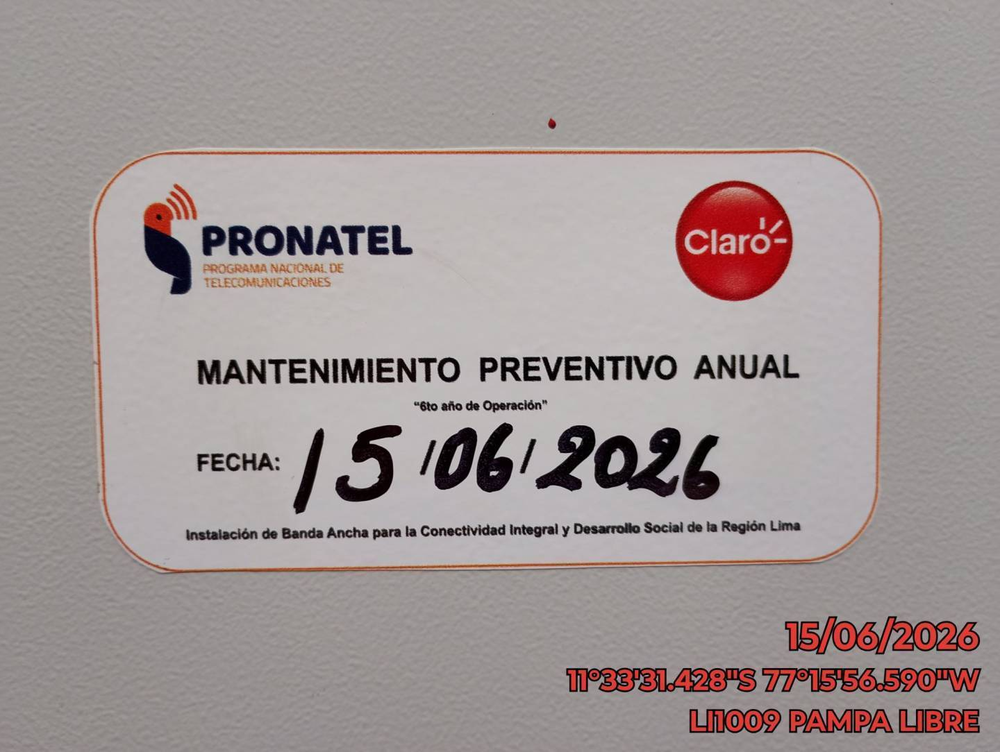 PRONATEL
PROGRAMA NACIONAL DE
TELECOMUNICACIONES
Claro
MANTENIMIENTO PREVENTIVO ANUAL
“6to año de Operación”
FECHA: 15/06/2026
Instalación de Banda Ancha para la Conectividad Integral y Desarrollo Social de la Región Lima
15/06/2026
11°33'31.428"S 77°15'56.590"W
LI1009 PAMPA LIBRE